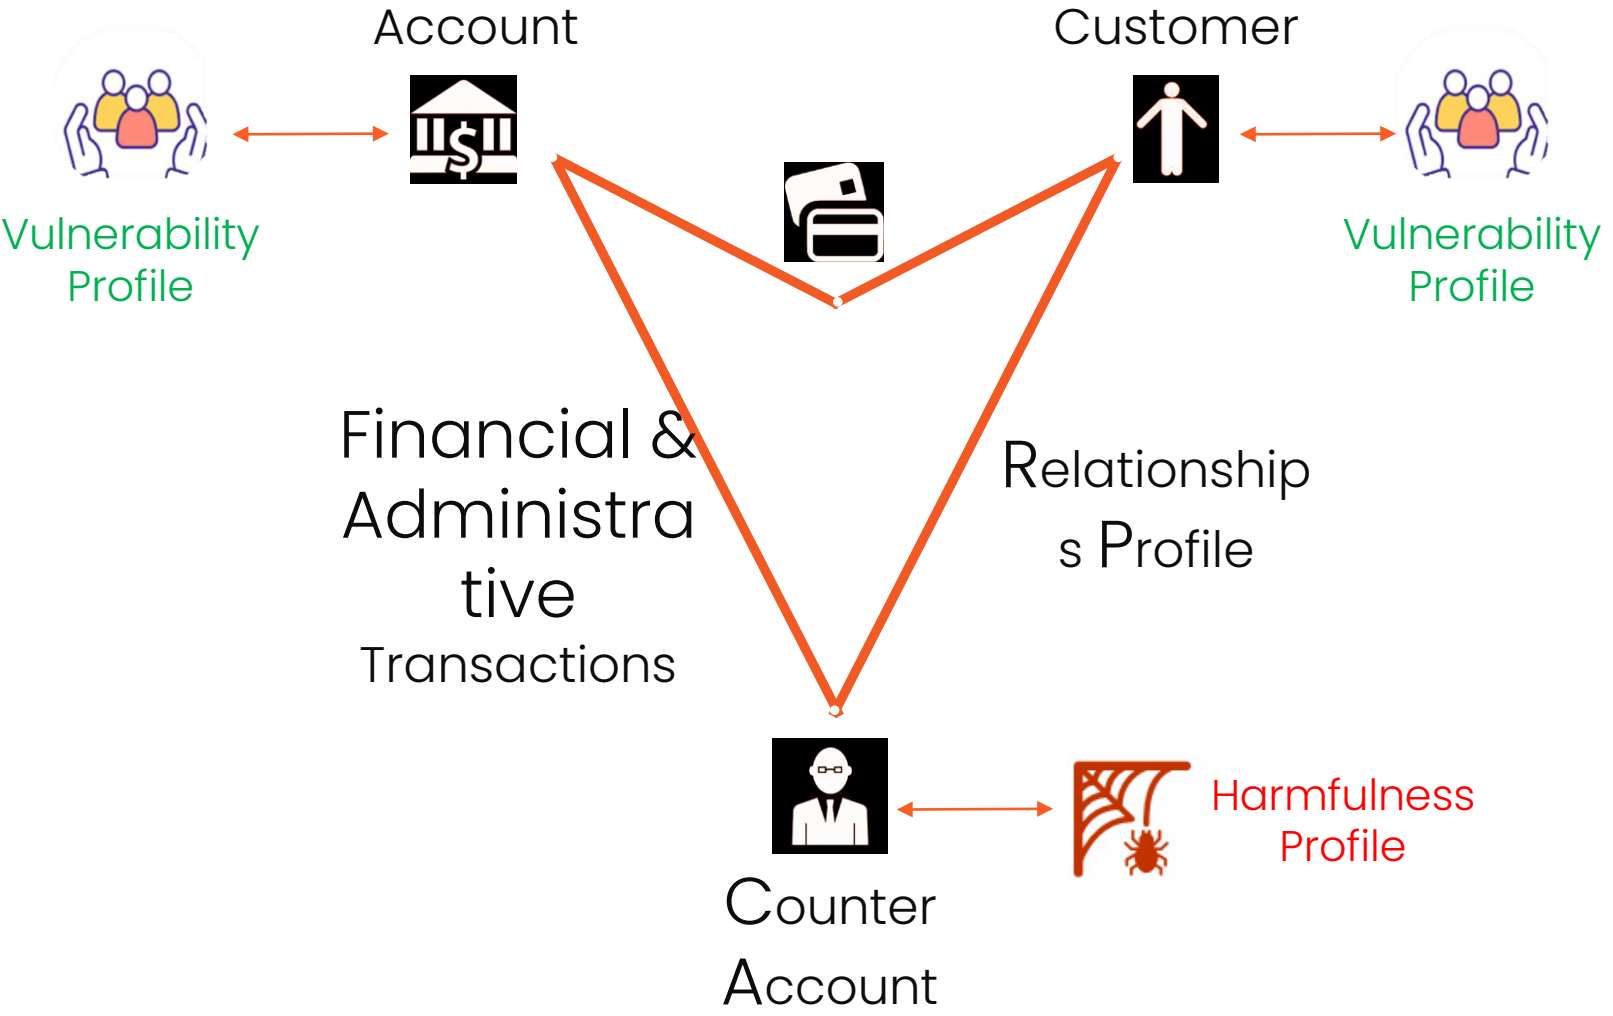 Account
Customer
Vulnerability
Profile
Vulnerability
Profile
Financial &
Administra
tive
Transactions
Relationship
s Profile
Harmfulness
Profile
Counter
Account